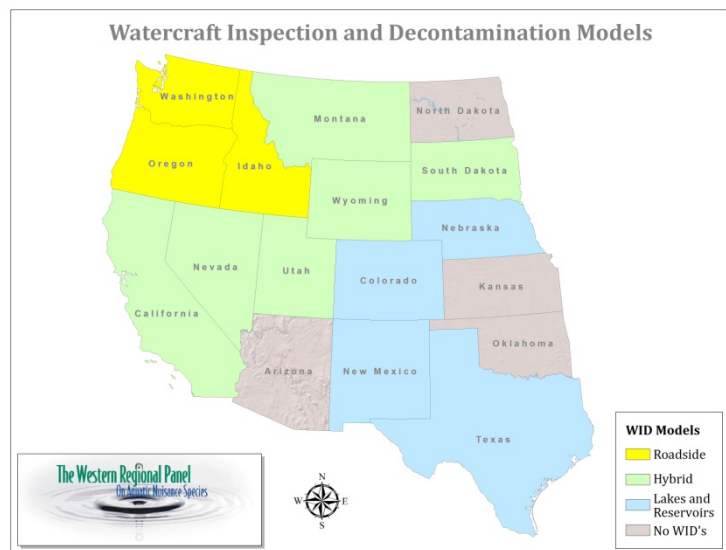 Watercraft Inspection and Decontamination Models
Washington
Oregon
Idaho
Montana
North Dakota
South Dakota
Wyoming
Nebraska
Nevada
Utah
Colorado
Kansas
California
Arizona
New Mexico
Oklahoma
Texas
WID Models
Roadside
Hybrid
Lakes and
Reservoirs
No WID's
The Western Regional Panel
On Aquatic Nuisance Species
N
W
E
S